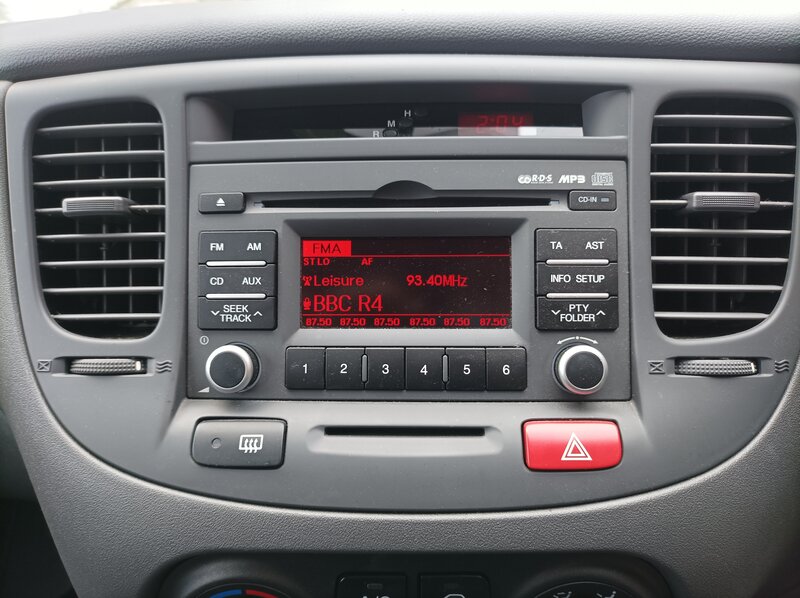 H
M
R
2:04
R·D·S MP3
CD-IN
FM AM
CD AUX
SEEK
TRACK
FMA
ST LO AF
Leisure 93.40MHz
BBC R4
87.50 87.50 87.50 87.50 87.50 87.50
TA AST
INFO SETUP
PTY
FOLDER
1 2 3 4 5 6
A/C